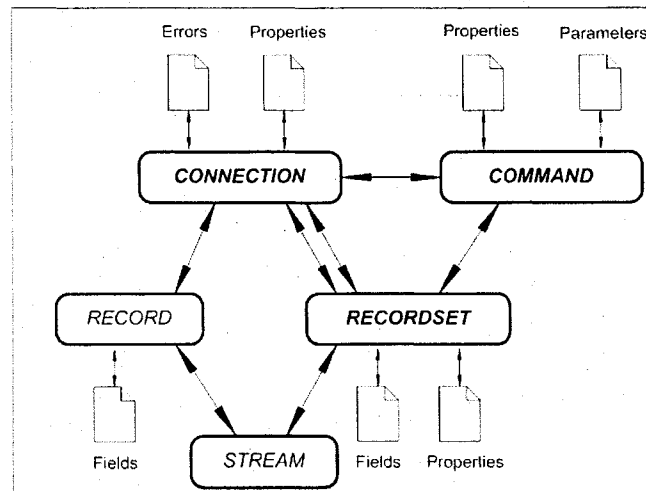 Errors
Properties
Properties
Parameters
CONNECTION
COMMAND
RECORD
RECORDSET
Fields
STREAM
Fields
Properties